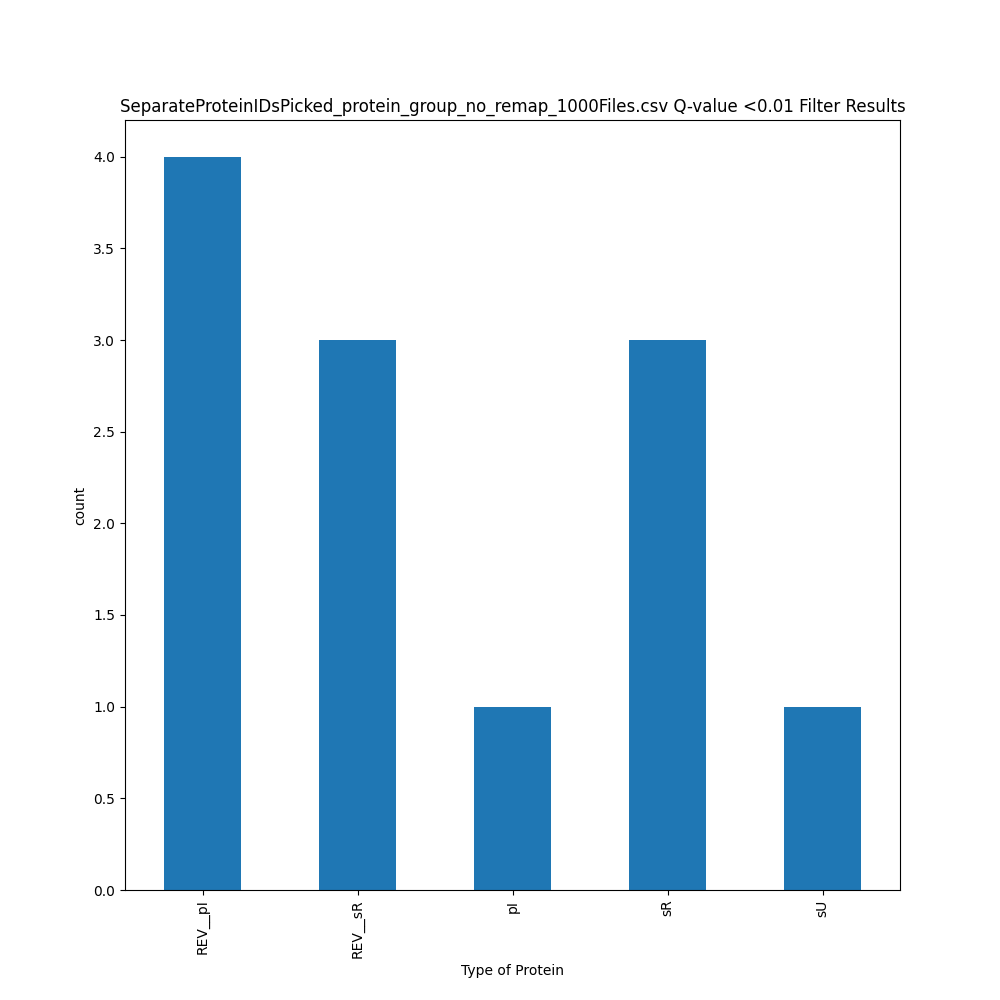 SeparateProteinIDsPicked_protein_group_no_remap_1000Files.csv Q-value <0.01 Filter Results
4.0
3.5
3.0
2.5
2.0
1.5
1.0
0.5
0.0
count
REV__pI
REV__sR
pI
sR
sU
Type of Protein